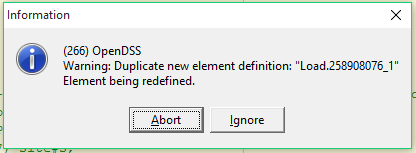 Information
(266) OpenDSS
Warning: Duplicate new element definition: "Load.258908076_1"
Element being redefined.
Abort
Ignore